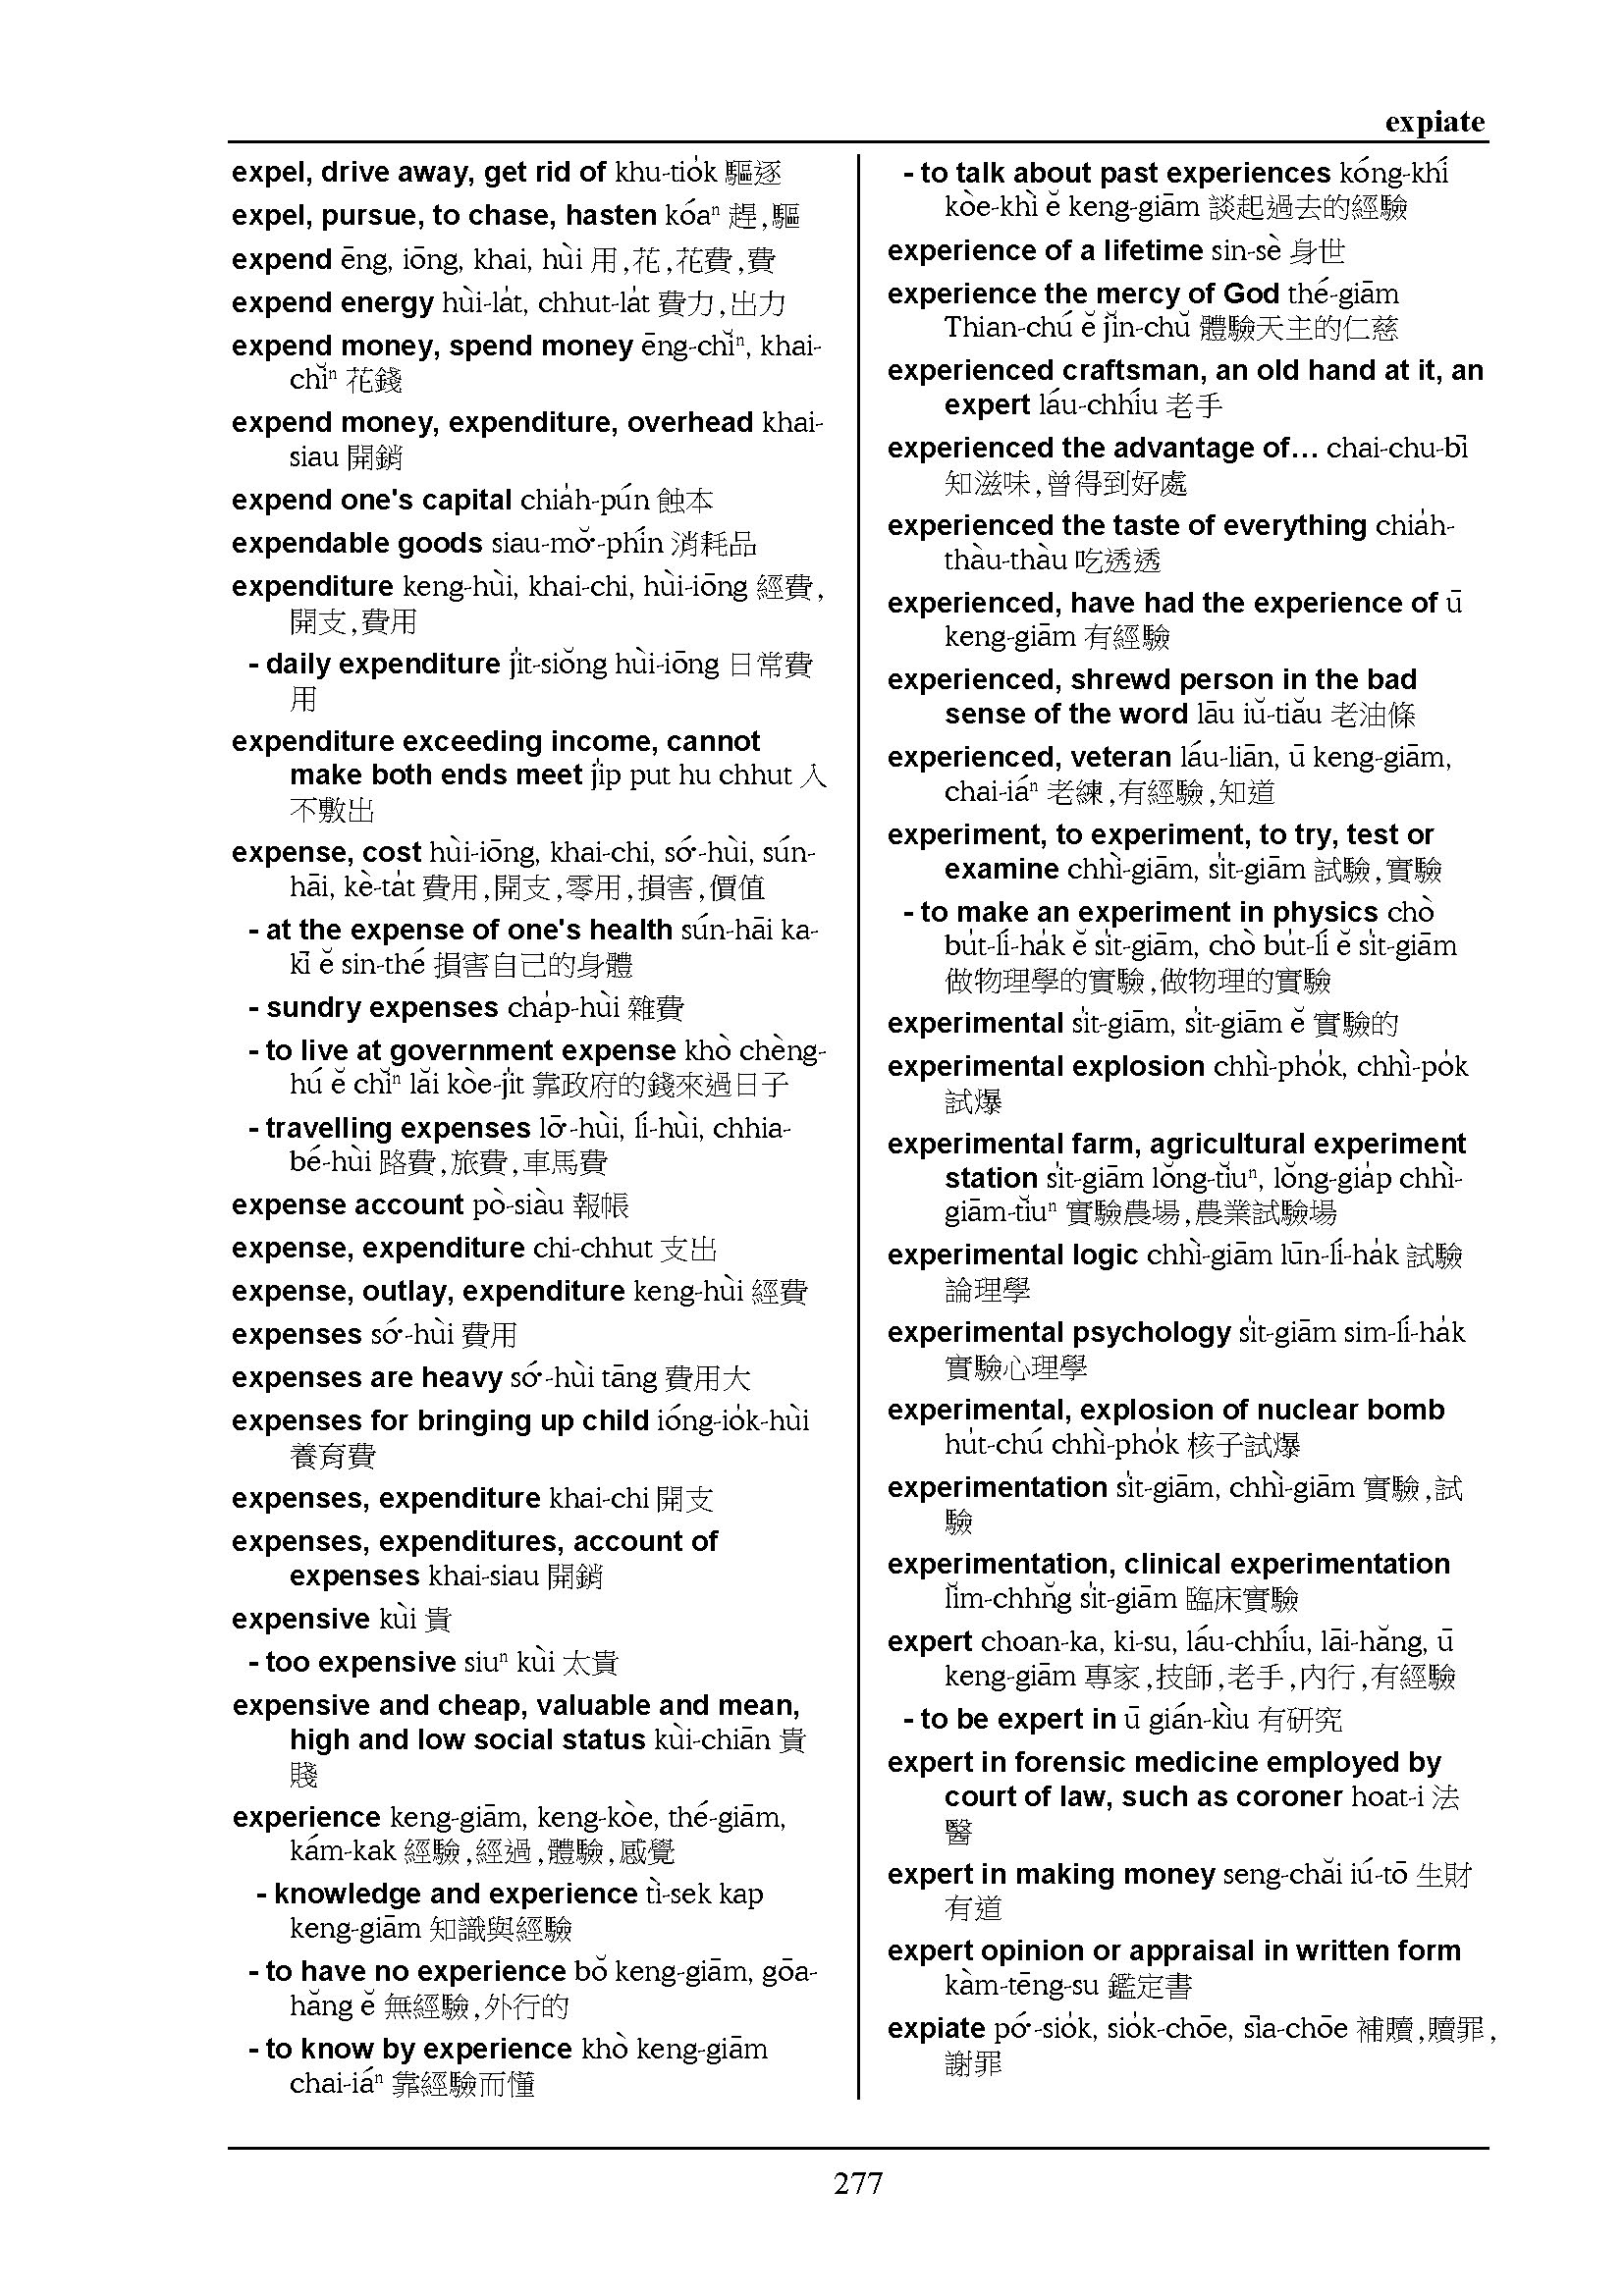 expiate
expel, drive away, get rid of khu-tio̍k 驅逐
expel, pursue, to chase, hasten kóaⁿ 趕,驅
expend ēng, iōng, khai, hùi 用,花,花費,費
expend energy hùi-la̍t, chhut-la̍t 費力,出力
expend money, spend money ēng-chĭⁿ, khai-
chĭⁿ 花錢
expend money, expenditure, overhead khai-
siau 開銷
expend one's capital chia̍h-pún 蝕本
expendable goods siau-mŏ͘-phín 消耗品
expenditure keng-hùi, khai-chi, hùi-iōng 經費,
開支,費用
- daily expenditure ji̍t-siŏng hùi-iōng 日常費
用
expenditure exceeding income, cannot
make both ends meet ji̍p put hu chhut 入
不敷出
expense, cost hùi-iōng, khai-chi, só͘-hùi, sún-
hāi, kè-ta̍t 費用,開支,零用,損害,價值
- at the expense of one's health sún-hāi ka-
kī ĕ sin-thé 損害自己的身體
- sundry expenses cha̍p-hùi 雜費
- to live at government expense khò chèng-
hú ĕ chĭⁿ lăi kòe-ji̍t 靠政府的錢來過日子
- travelling expenses lō͘-hùi, lí-hùi, chhia-
bé-hùi 路費,旅費,車馬費
expense account pò-siàu 報帳
expense, expenditure chi-chhut 支出
expense, outlay, expenditure keng-hùi 經費
expenses só͘-hùi 費用
expenses are heavy só͘-hùi tāng 費用大
expenses for bringing up child ióng-io̍k-hùi
養育費
expenses, expenditure khai-chi 開支
expenses, expenditures, account of
expenses khai-siau 開銷
expensive kùi 貴
- too expensive siuⁿ kùi 太貴
expensive and cheap, valuable and mean,
high and low social status kùi-chiān 貴
賤
experience keng-giām, keng-kòe, thé-giām,
kám-kak 經驗,經過,體驗,感覺
- knowledge and experience tì-sek kap
keng-giām 知識與經驗
- to have no experience bŏ keng-giām, gōa-
hăng ĕ 無經驗,外行的
- to know by experience khò keng-giām
chai-iáⁿ 靠經驗而懂
- to talk about past experiences kóng-khí
kòe-khì ĕ keng-giām 談起過去的經驗
experience of a lifetime sin-sè 身世
experience the mercy of God thé-giām
Thian-chú ĕ jĭn-chŭ 體驗天主的仁慈
experienced craftsman, an old hand at it, an
expert láu-chhíu 老手
experienced the advantage of... chai-chu-bī
知滋味,曾得到好處
experienced the taste of everything chia̍h-
thàu-thàu 吃透透
experienced, have had the experience of ū
keng-giām 有經驗
experienced, shrewd person in the bad
sense of the word lāu iŭ-tiău 老油條
experienced, veteran láu-liān, ū keng-giām,
chai-iáⁿ 老練,有經驗,知道
experiment, to experiment, to try, test or
examine chhì-giām, si̍t-giām 試驗,實驗
- to make an experiment in physics chò
bu̍t-lí-ha̍k ĕ si̍t-giām, chò bu̍t-lí ĕ si̍t-giām
做物理學的實驗,做物理的實驗
experimental si̍t-giām, si̍t-giām ĕ 實驗的
experimental explosion chhì-pho̍k, chhì-po̍k
試爆
experimental farm, agricultural experiment
station si̍t-giām lŏng-tĭuⁿ, lŏng-gia̍p chhì-
giām-tĭuⁿ 實驗農場,農業試驗場
experimental logic chhì-giām lūn-lí-ha̍k 試驗
論理學
experimental psychology si̍t-giām sim-lí-ha̍k
實驗心理學
experimental, explosion of nuclear bomb
hu̍t-chú chhì-pho̍k 核子試爆
experimentation si̍t-giām, chhì-giām 實驗,試
驗
experimentation, clinical experimentation
lĭm-chhn̆g si̍t-giām 臨床實驗
expert choan-ka, ki-su, láu-chhíu, lāi-hăng, ū
keng-giām 專家,技師,老手,內行,有經驗
- to be expert in ū gián-kìu 有研究
expert in forensic medicine employed by
court of law, such as coroner hoat-i 法
醫
expert in making money seng-chăi iú-tō 生財
有道
expert opinion or appraisal in written form
kàm-tēng-su 鑑定書
expiate pó͘-sio̍k, sio̍k-chōe, sīa-chōe 補贖,贖罪,
謝罪
277